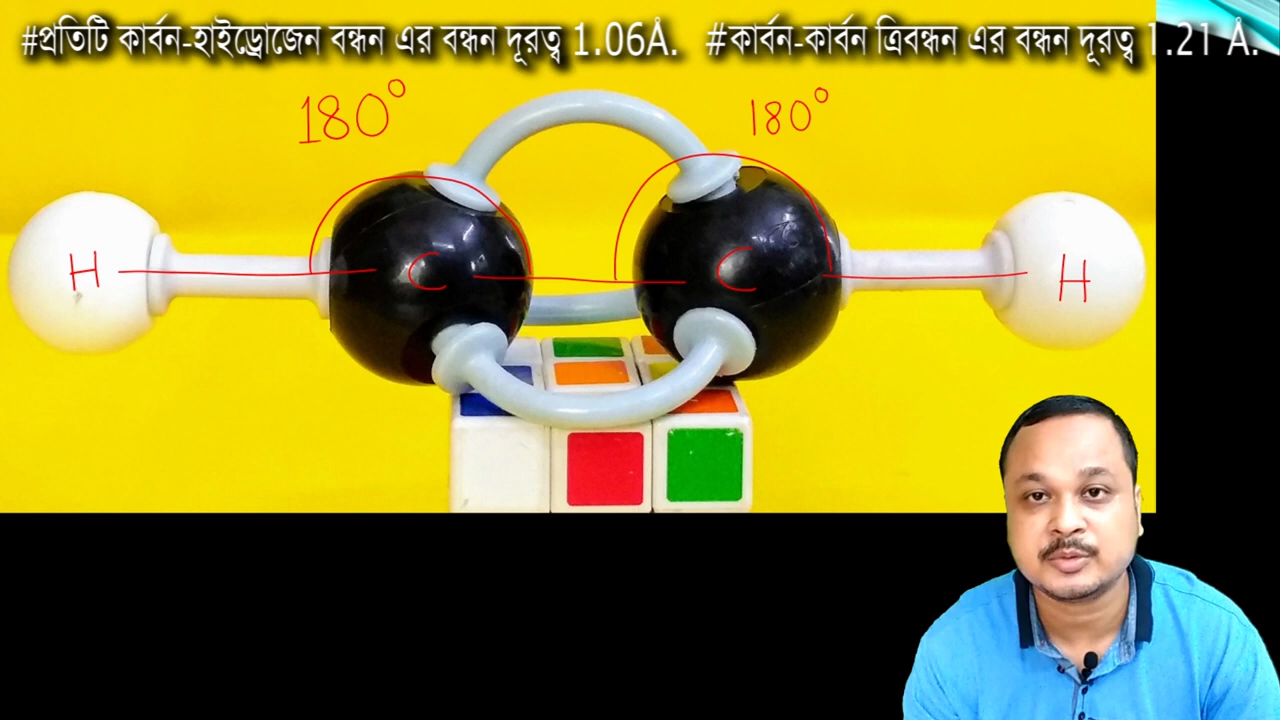 #প্রতিটি কার্বন-হাইড্রোজেন বন্ধন এর বন্ধন দূরত্ব 1.06Å. #কার্বন-কার্বন ত্রিবন্ধন এর বন্ধন দূরত্ব 1.21 Å.
180° 180°
H C C H